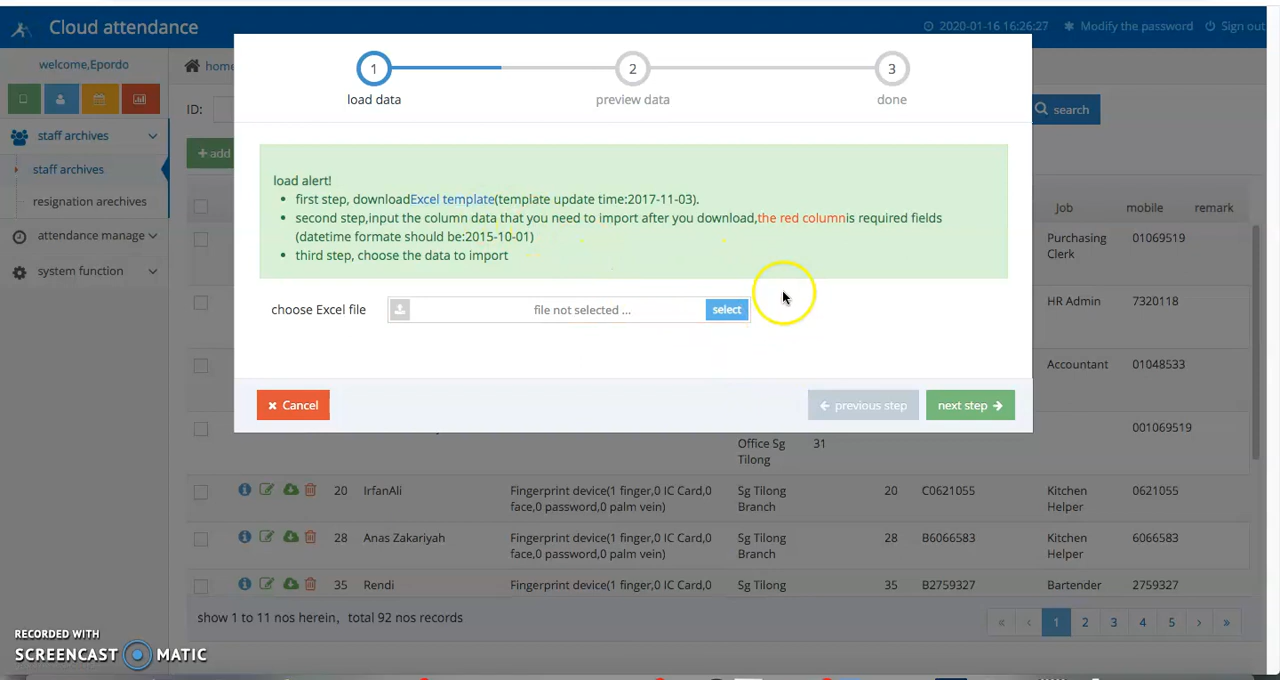 Cloud attendance
2020-01-16 16:26:27
Modify the password
Sign out
welcome,Epordo
home
1
2
3
load data
preview data
done
ID:
search
staff archives
staff archives
resignation arechives
attendance manage
system function
+ add
load alert!
first step, downloadExcel template(template update time:2017-11-03).
second step,input the column data that you need to import after you download,the red columnis required fields
(datetime formate should be:2015-10-01)
third step, choose the data to import
choose Excel file
file not selected ...
select
Cancel
previous step
next step
Job
mobile
remark
Purchasing
Clerk
01069519
HR Admin
7320118
Accountant
01048533
001069519
Office Sg
Tilong
31
20
IrfanAli
Fingerprint device(1 finger,0 IC Card,0
face,0 password,0 palm vein)
Sg Tilong
Branch
20
C0621055
Kitchen
Helper
0621055
28
Anas Zakariyah
Fingerprint device(1 finger,0 IC Card,0
face,0 password,0 palm vein)
Sg Tilong
Branch
28
B6066583
Kitchen
Helper
6066583
35
Rendi
Fingerprint device(1 finger,0 IC Card,0
Sg Tilong
35
B2759327
Bartender
2759327
show 1 to 11 nos herein, total 92 nos records
« ‹ 1 2 3 4 5 › »
RECORDED WITH
SCREENCAST MATIC